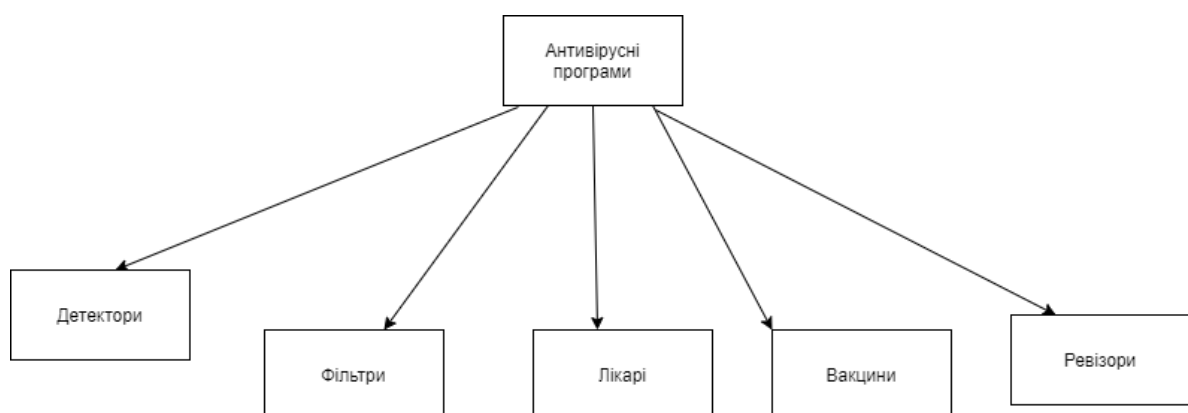 Антивірусні
програми
Детектори
Фільтри
Лікарі
Вакцини
Ревізори